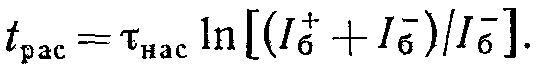 t_рас = τ_нас ln [(I_б^+ + I_б^-)/I_б^-].